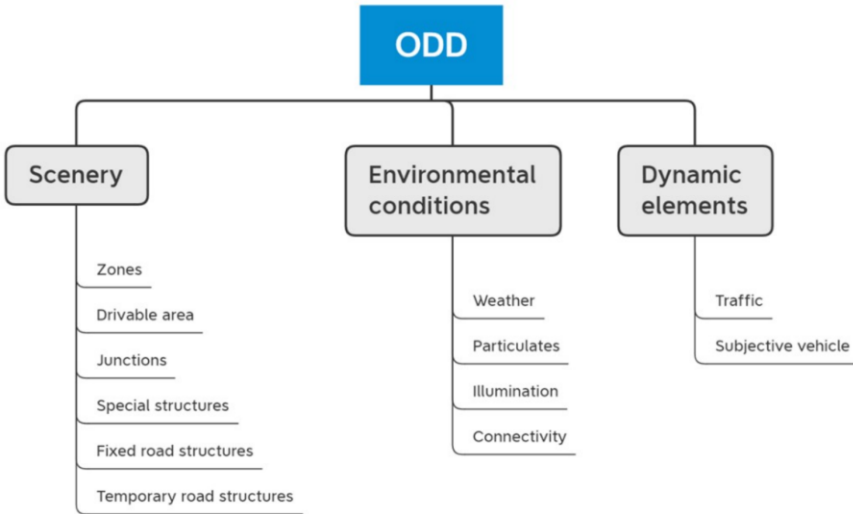 ODD
Scenery
Zones
Drivable area
Junctions
Special structures
Fixed road structures
Temporary road structures
Environmental
conditions
Weather
Particulates
Illumination
Connectivity
Dynamic
elements
Traffic
Subjective vehicle